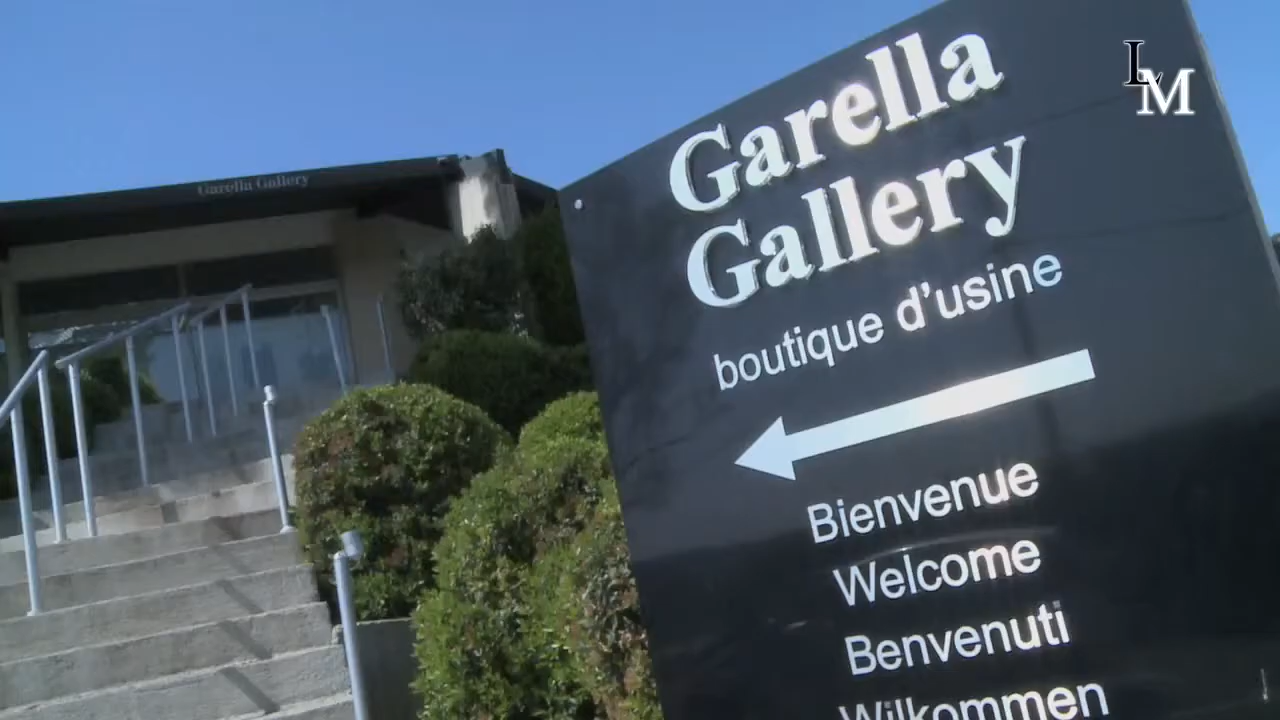 Garella
Gallery
boutique d'usine
Bienvenue
Welcome
Benvenuti
Wilkommen
Garella Gallery
LM